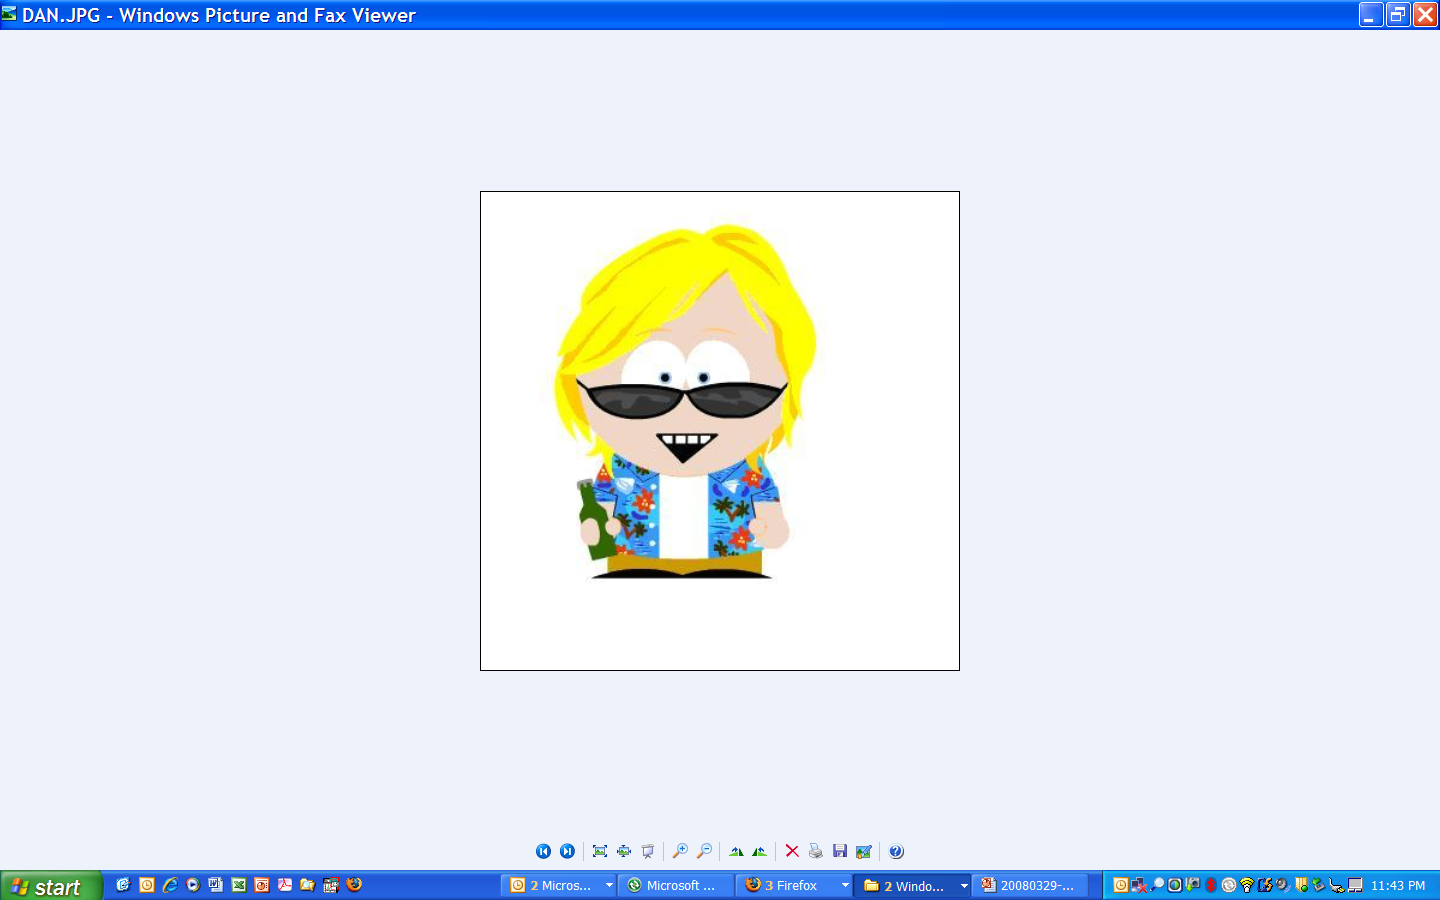 DAN.JPG - Windows Picture and Fax Viewer
start
2 Micros...
Microsoft ...
3 Firefox
2 Windo...
20080329-...
11:43 PM